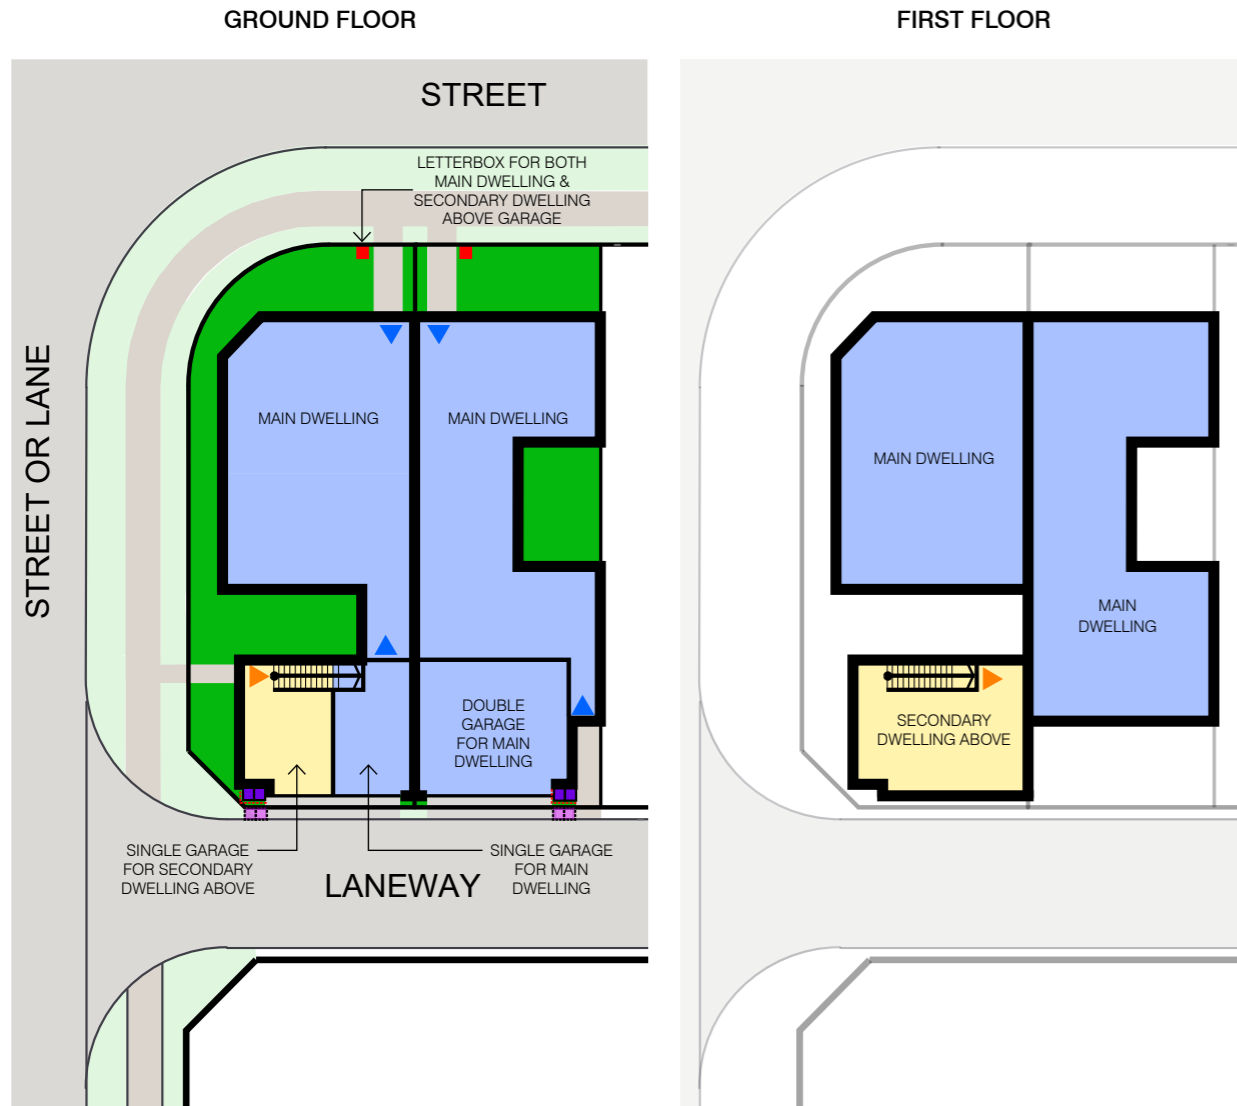 GROUND FLOOR
STREET
LETTERBOX FOR BOTH
MAIN DWELLING &
SECONDARY DWELLING
ABOVE GARAGE
STREET OR LANE
MAIN DWELLING
MAIN DWELLING
DOUBLE
GARAGE
FOR MAIN
DWELLING
SINGLE GARAGE
FOR SECONDARY
DWELLING ABOVE
SINGLE GARAGE
FOR MAIN
DWELLING
LANEWAY
FIRST FLOOR
MAIN DWELLING
MAIN
DWELLING
SECONDARY
DWELLING ABOVE